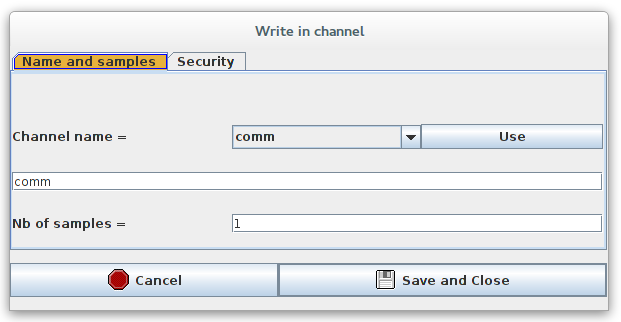 Write in channel
Name and samples Security
Channel name = comm Use
comm
Nb of samples = 1
Cancel Save and Close